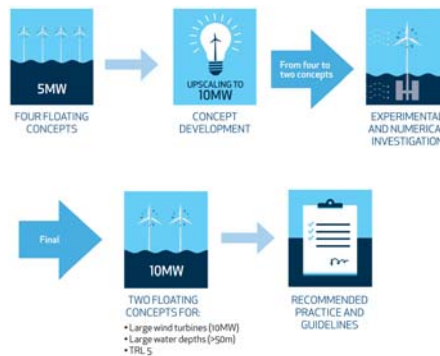 5MW
FOUR FLOATING
CONCEPTS
UPSCALING TO
10MW
CONCEPT
DEVELOPMENT
From four to
two concepts
EXPERIMENTAL
AND NUMERICAL
INVESTIGATION
Final
10MW
TWO FLOATING
CONCEPTS FOR:
• Large wind turbines (10MW)
• Large water depths (>50m)
• TRL 5
RECOMMENDED
PRACTICE AND
GUIDELINES